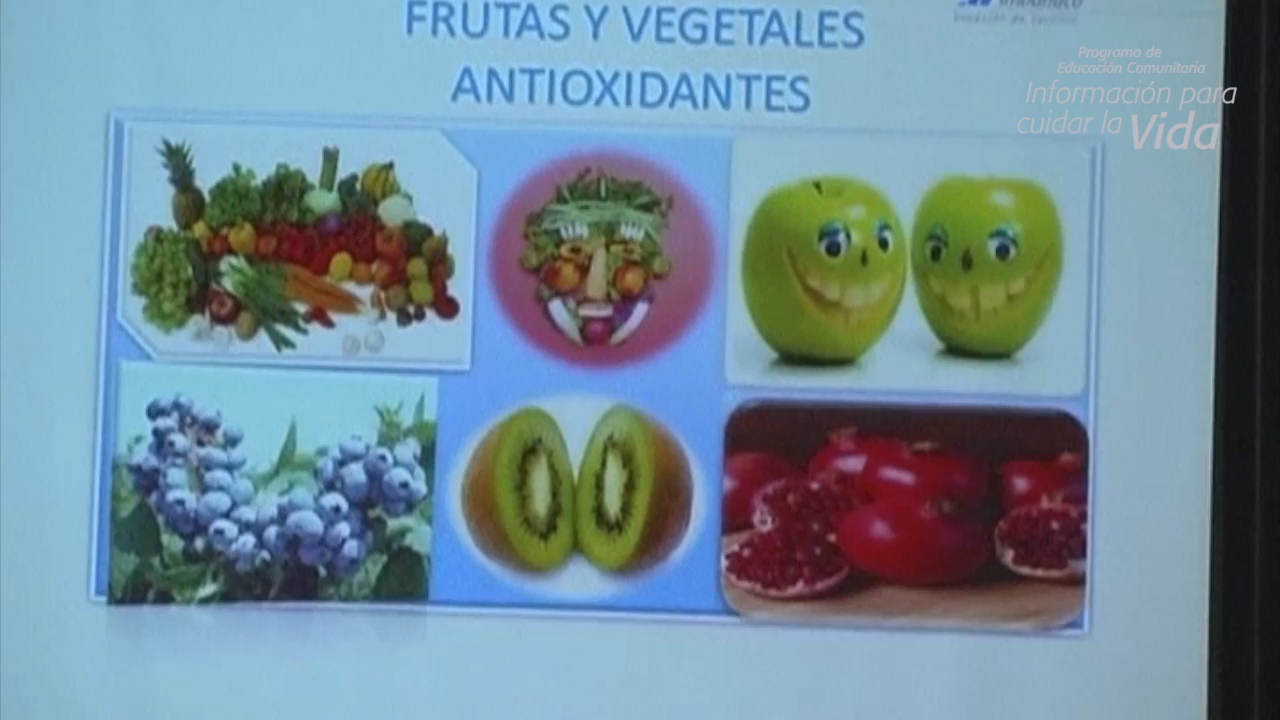 FRUTAS Y VEGETALES
ANTIOXIDANTES
Programa de
Educación Comunitaria
Información para
cuidar la Vida